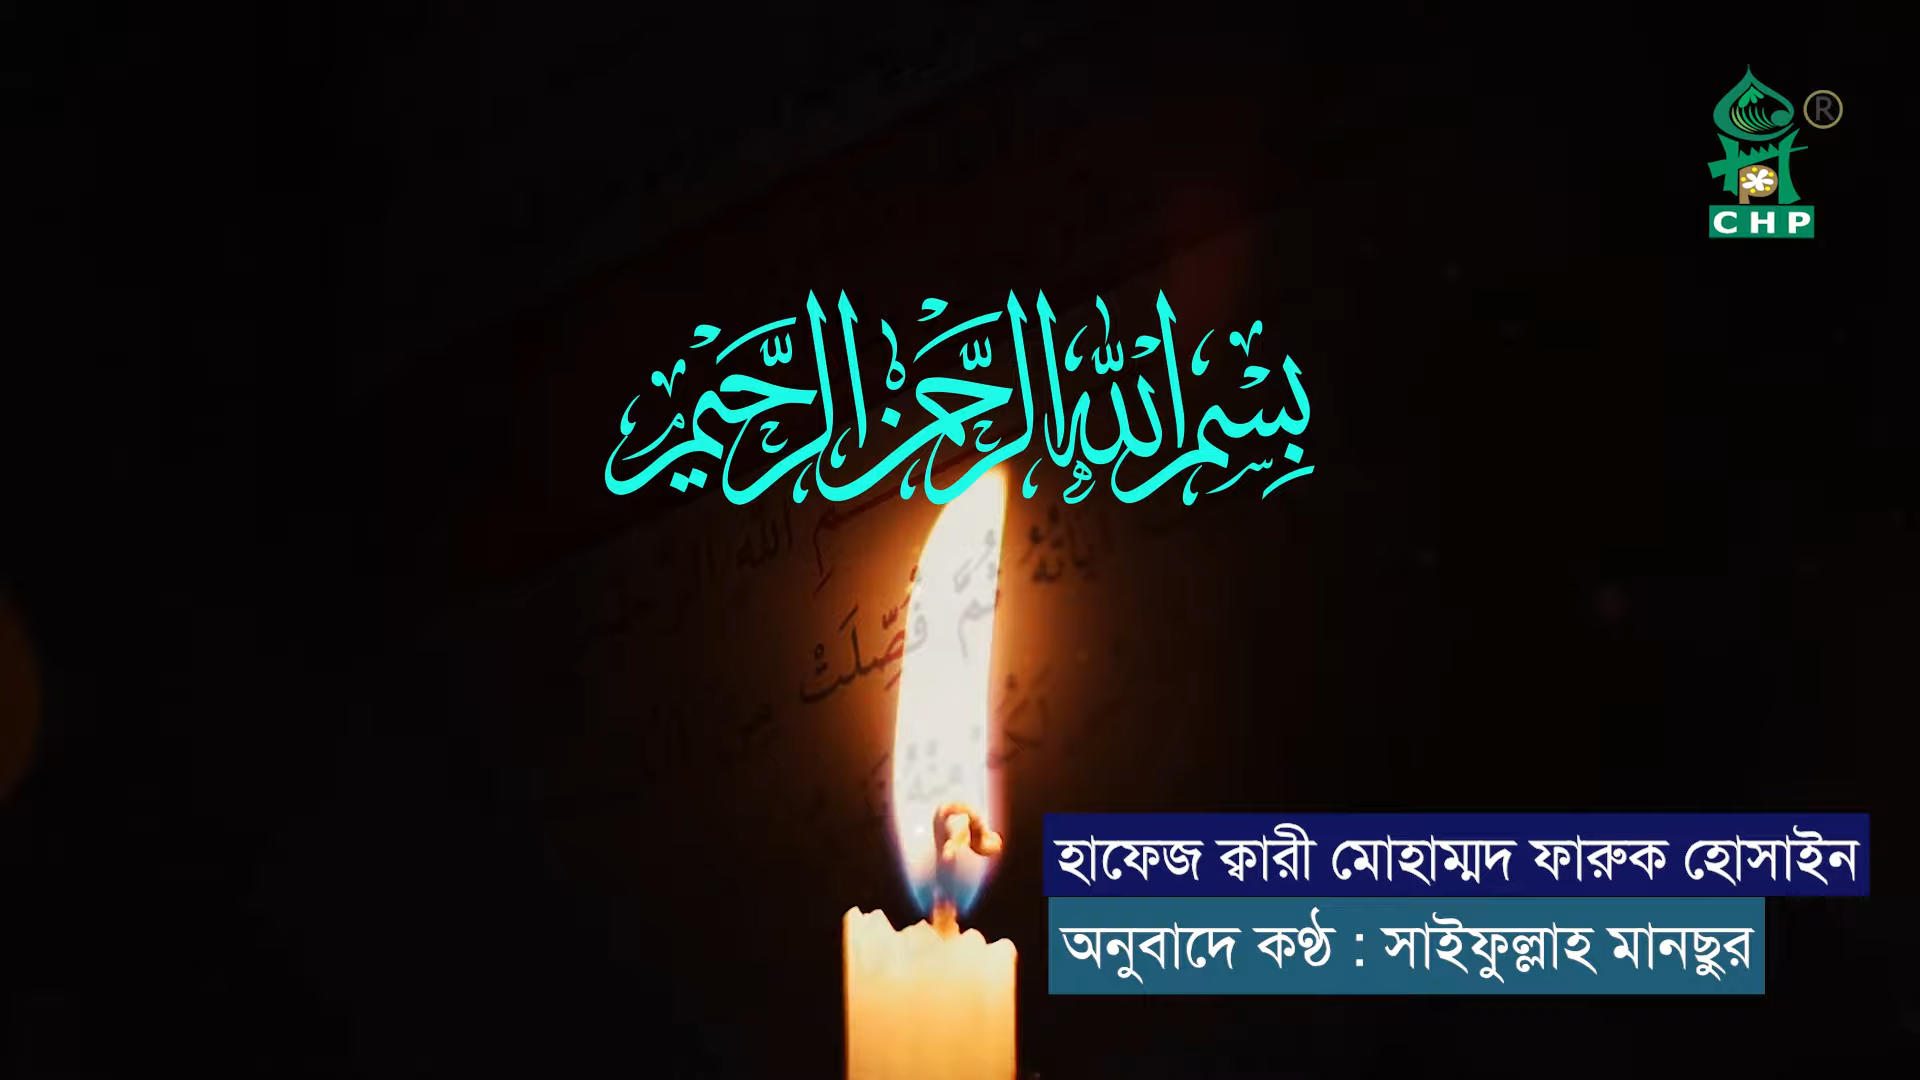 ®
CHP
بِسْمِ اللَّهِ الرَّحْمَٰنِ الرَّحِيمِ
ثُمَّ فُصِّلَتْ
হাফেজ ক্বারী মোহাম্মদ ফারুক হোসাইন
অনুবাদে কণ্ঠ : সাইফুল্লাহ মানছুর